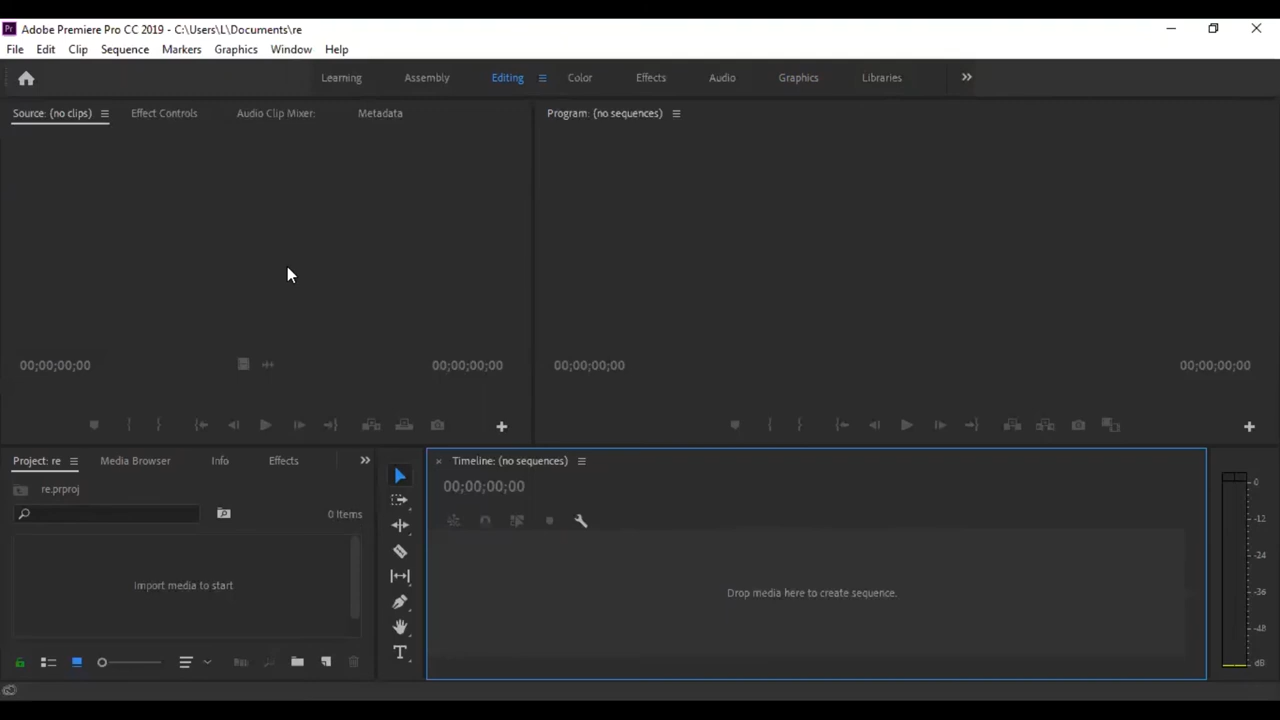 Pr Adobe Premiere Pro CC 2019 - C:\Users\L\Documents\re
File Edit Clip Sequence Markers Graphics Window Help
Learning Assembly Editing Color Effects Audio Graphics Libraries
Source: (no clips) Effect Controls Audio Clip Mixer: Metadata
Program: (no sequences)
00;00;00;00 00;00;00;00
00;00;00;00 00;00;00;00
Project: re Media Browser Info Effects
re.prproj
0 Items
Import media to start
Timeline: (no sequences)
00;00;00;00
Drop media here to create sequence.
T
0
-12
-24
-36
-48
dB